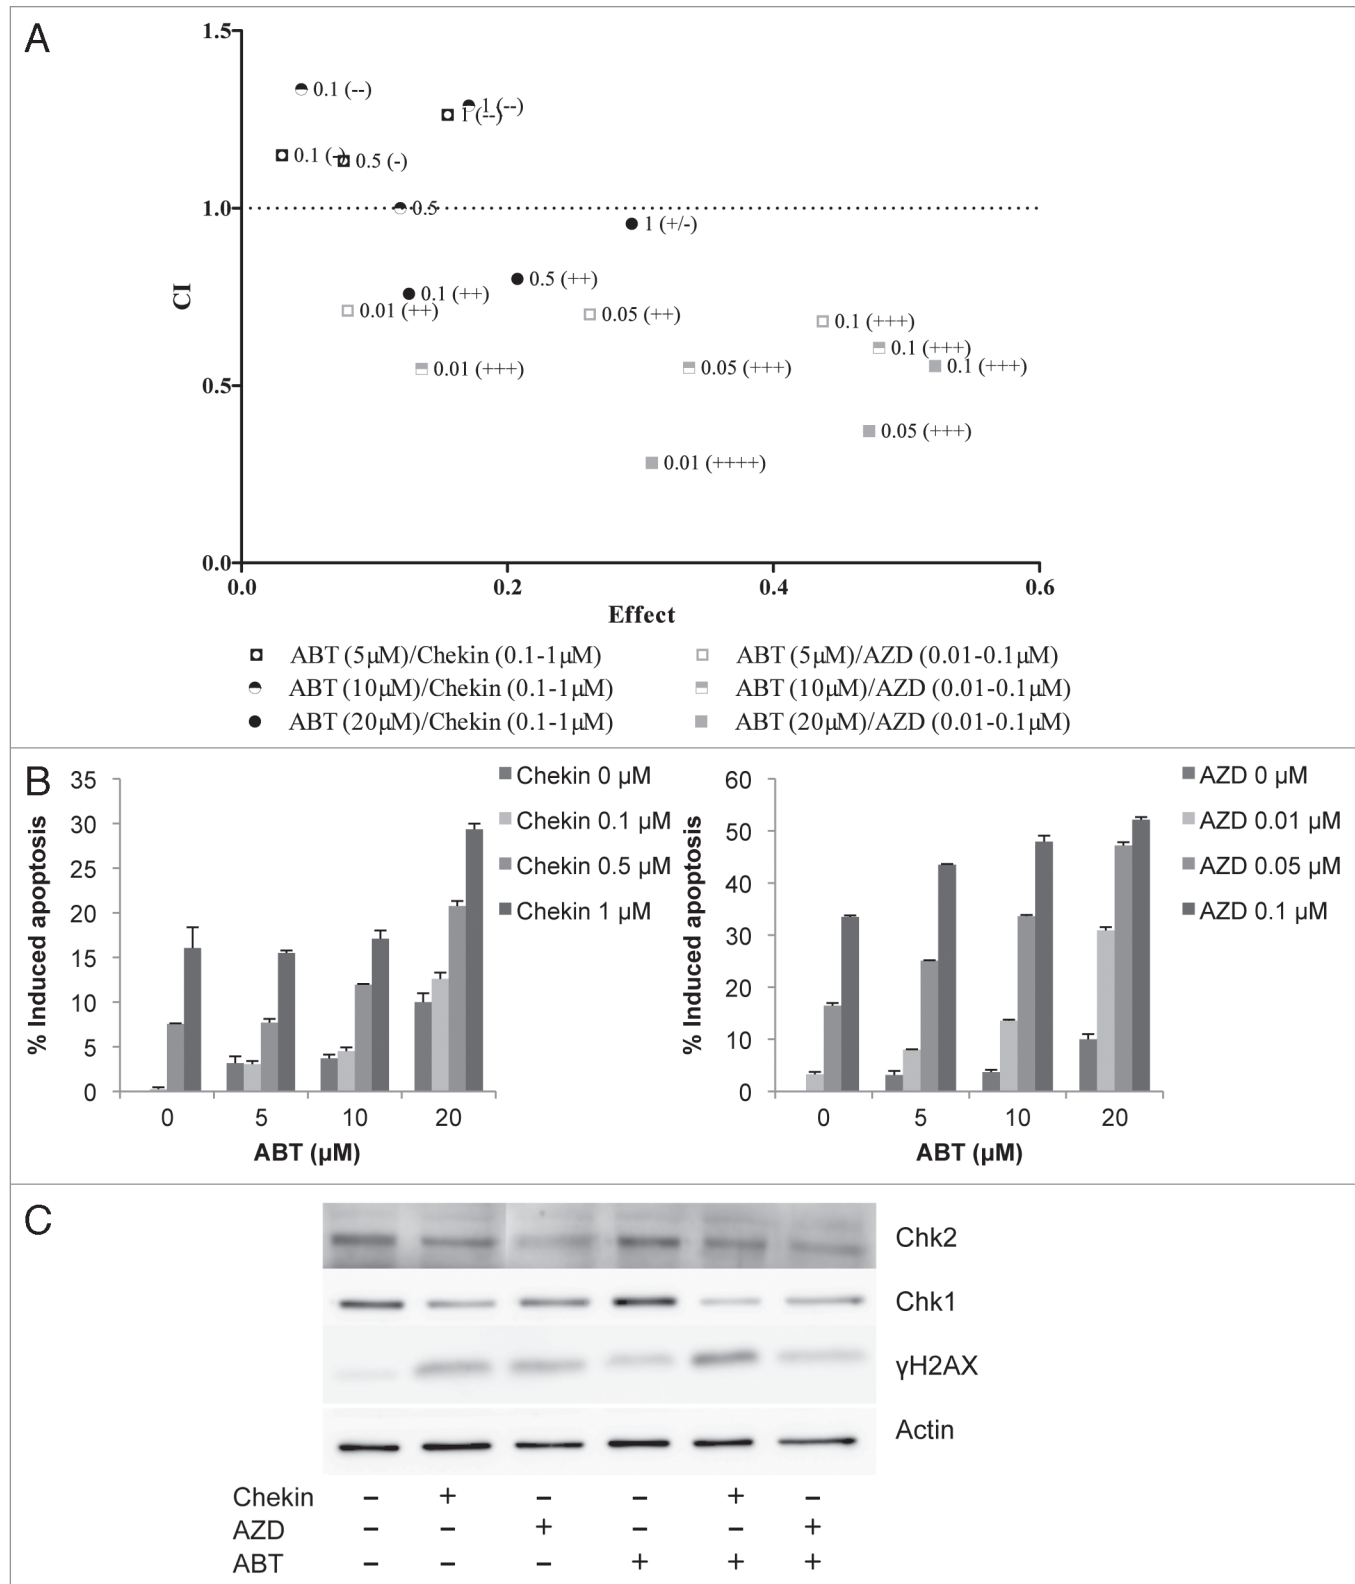 A
1.5
0.1 (--)
1 (--)
1 (--)
0.1 (-)
0.5 (-)
1.0
0.5
1 (+/-)
CI
0.5 (++)
0.1 (++)
0.01 (++)
0.05 (++)
0.1 (+++)
0.1 (+++)
0.01 (+++)
0.05 (+++)
0.1 (+++)
0.5
0.05 (+++)
0.01 (++++)
0.0
0.0 0.2 0.4 0.6
Effect
ABT (5µM)/Chekin (0.1-1µM) ABT (5µM)/AZD (0.01-0.1µM)
ABT (10µM)/Chekin (0.1-1µM) ABT (10µM)/AZD (0.01-0.1µM)
ABT (20µM)/Chekin (0.1-1µM) ABT (20µM)/AZD (0.01-0.1µM)
B
% Induced apoptosis
35
30
25
20
15
10
5
0
0 5 10 20
ABT (µM)
Chekin 0 µM
Chekin 0.1 µM
Chekin 0.5 µM
Chekin 1 µM
% Induced apoptosis
60
50
40
30
20
10
0
0 5 10 20
ABT (µM)
AZD 0 µM
AZD 0.01 µM
AZD 0.05 µM
AZD 0.1 µM
C
Chk2
Chk1
γH2AX
Actin
Chekin – + – – + –
AZD – – + – – +
ABT – – – + + +